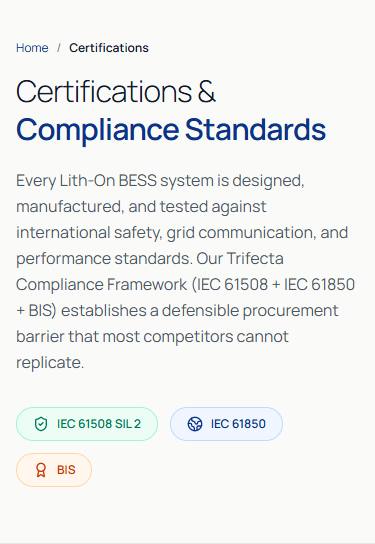 Home / Certifications
Certifications &
Compliance Standards
Every Lith-On BESS system is designed,
manufactured, and tested against
international safety, grid communication, and
performance standards. Our Trifecta
Compliance Framework (IEC 61508 + IEC 61850
+ BIS) establishes a defensible procurement
barrier that most competitors cannot
replicate.
IEC 61508 SIL 2 IEC 61850
BIS